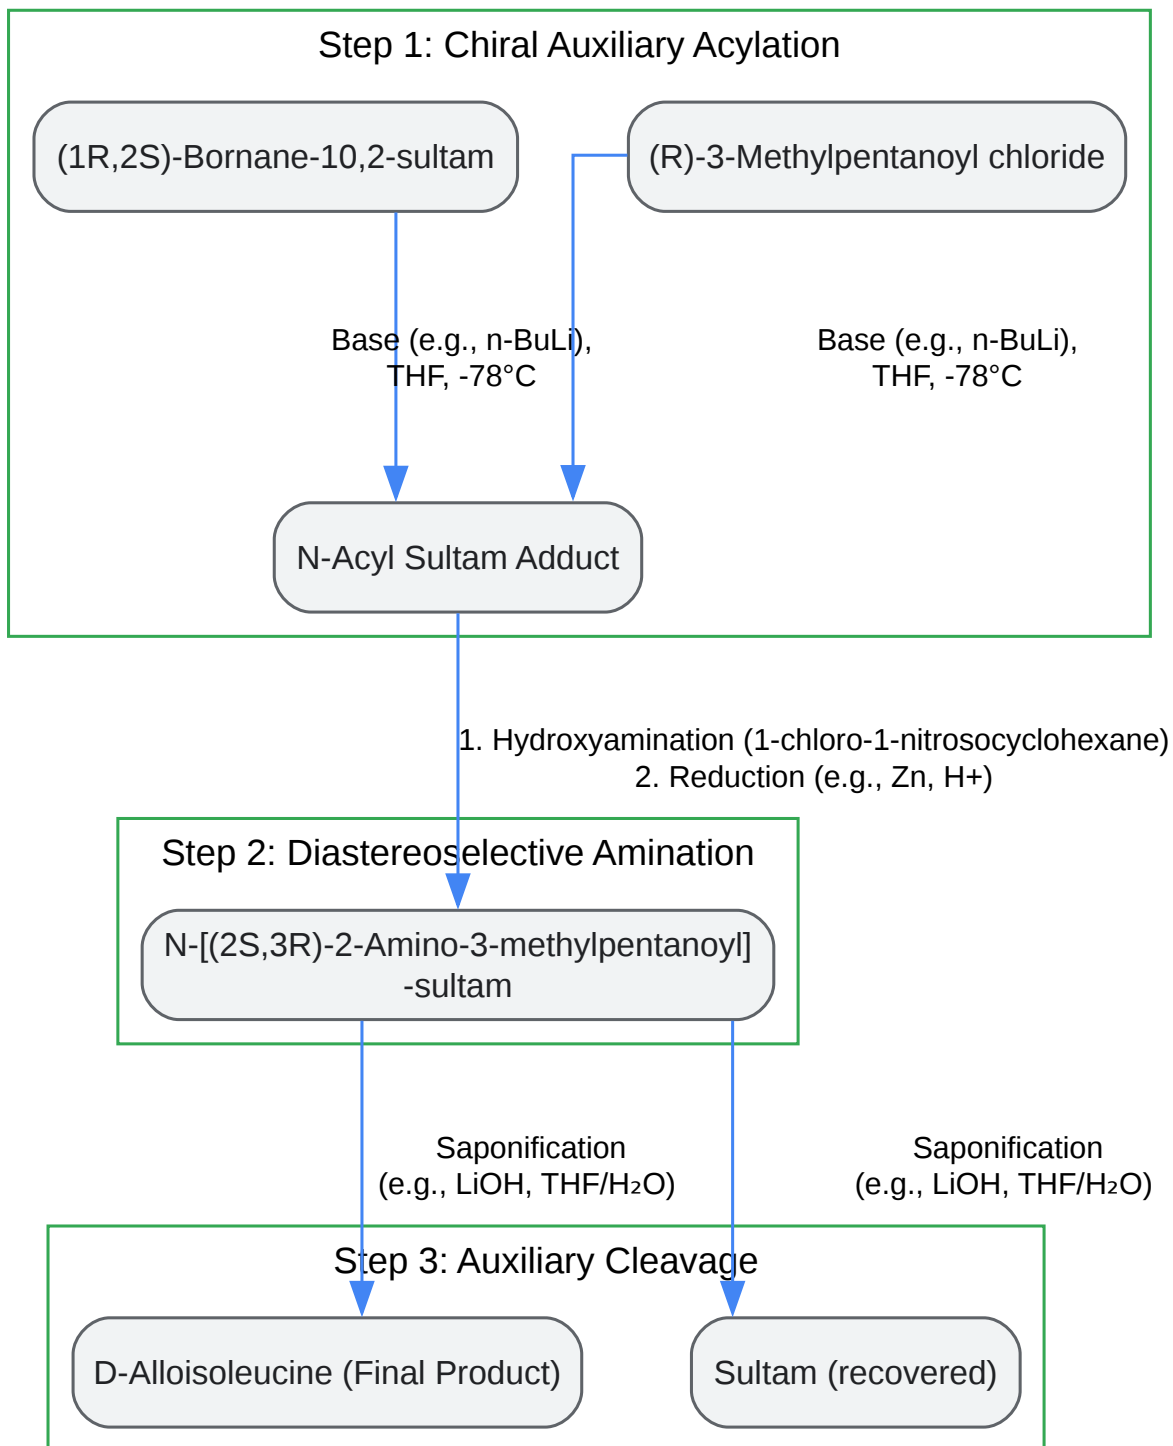 Step 1: Chiral Auxiliary Acylation
(1R,2S)-Bornane-10,2-sultam
(R)-3-Methylpentanoyl chloride
Base (e.g., n-BuLi),
THF, -78°C
Base (e.g., n-BuLi),
THF, -78°C
N-Acyl Sultam Adduct
1. Hydroxyamination (1-chloro-1-nitrosocyclohexane)
2. Reduction (e.g., Zn, H+)
Step 2: Diastereoselective Amination
N-[(2S,3R)-2-Amino-3-methylpentanoyl]
-sultam
Saponification
(e.g., LiOH, THF/H₂O)
Saponification
(e.g., LiOH, THF/H₂O)
Step 3: Auxiliary Cleavage
D-Alloisoleucine (Final Product)
Sultam (recovered)